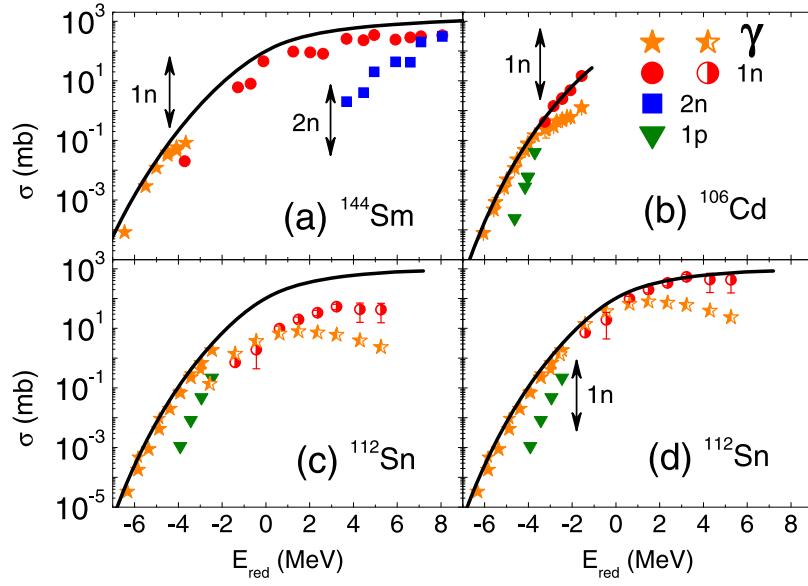 10³
10¹
10⁻¹
10⁻³
σ (mb)
1n
2n
(a) ¹⁴⁴Sm
1n
γ
1n
2n
1p
(b) ¹⁰⁶Cd
10³
10¹
10⁻¹
10⁻³
10⁻⁵
σ (mb)
(c) ¹¹²Sn
1n
(d) ¹¹²Sn
-6 -4 -2 0 2 4 6 8
-6 -4 -2 0 2 4 6 8
E_red (MeV)
E_red (MeV)